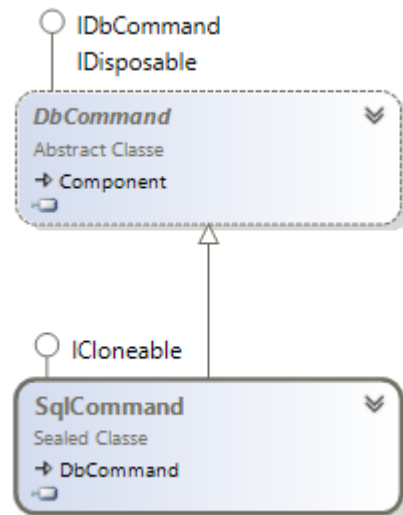 IDbCommand
IDisposable
DbCommand
Abstract Classe
Component
ICloneable
SqlCommand
Sealed Classe
DbCommand